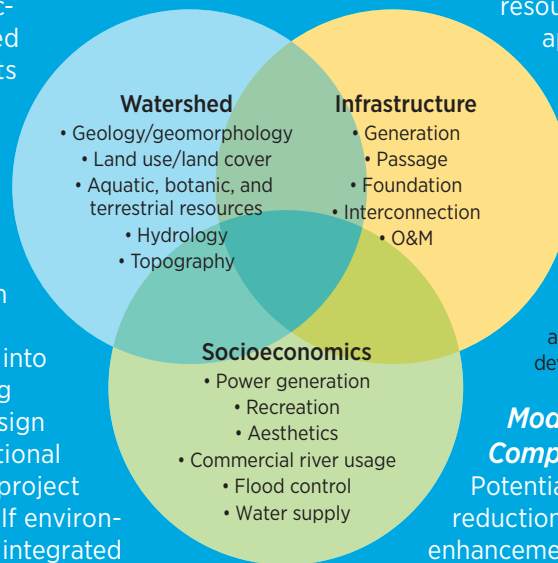 ed
ts
into
sign
tional
project
If environ-
integrated
Watershed
• Geology/geomorphology
• Land use/land cover
• Aquatic, botanic, and
terrestrial resources
• Hydrology
• Topography
Infrastructure
• Generation
• Passage
• Foundation
• Interconnection
• O&M
Socioeconomics
• Power generation
• Recreation
• Aesthetics
• Commercial river usage
• Flood control
• Water supply
resou
a
dev
Mod
Comp
Potentia
reduction
enhanceme